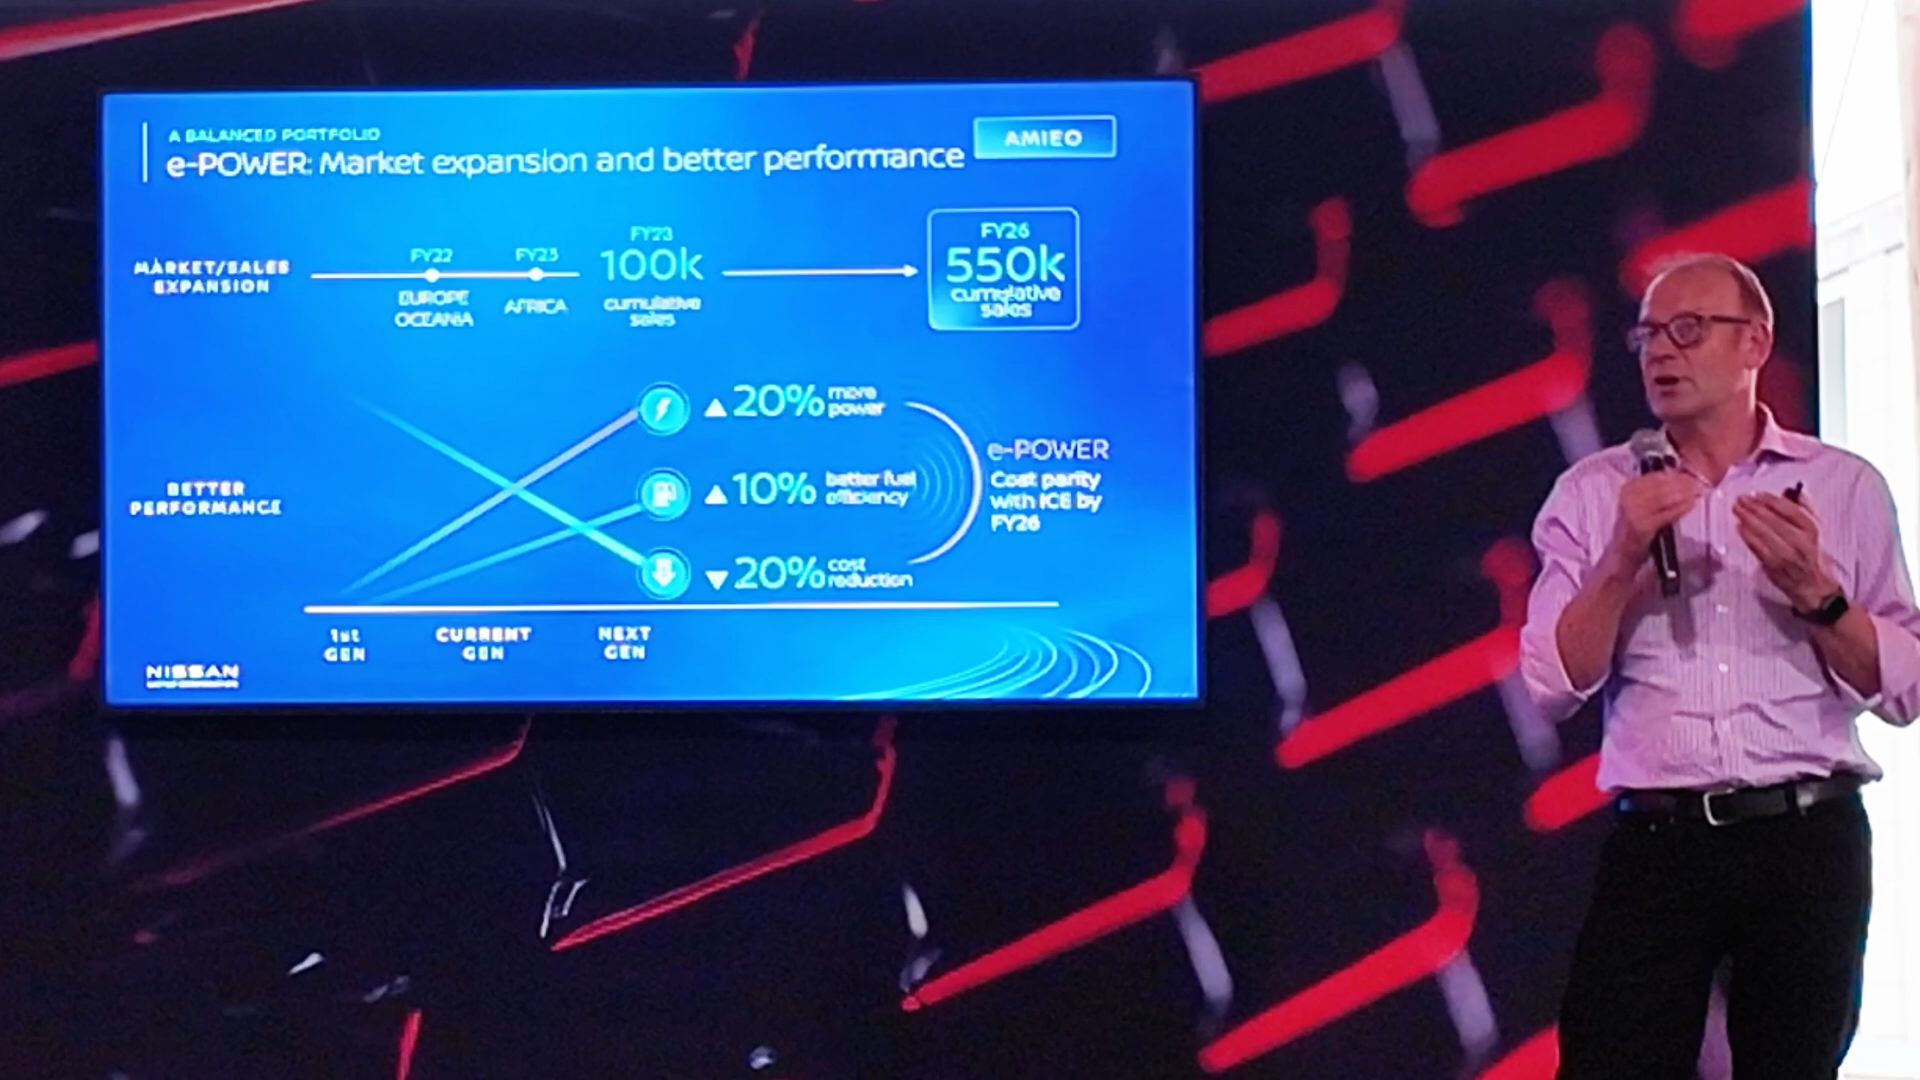 A BALANCED PORTFOLIO
e-POWER: Market expansion and better performance
AMIEO
MARKET/SALES
EXPANSION
FY22
EUROPE
OCEANIA
FY23
AFRICA
FY23
100k
cumulative
sales
FY26
550k
cumulative
sales
BETTER
PERFORMANCE
▲20% more
power
▲10% better fuel
efficiency
▼20% cost
reduction
e-POWER
Cost parity
with ICE by
FY26
1st
GEN
CURRENT
GEN
NEXT
GEN
NISSAN